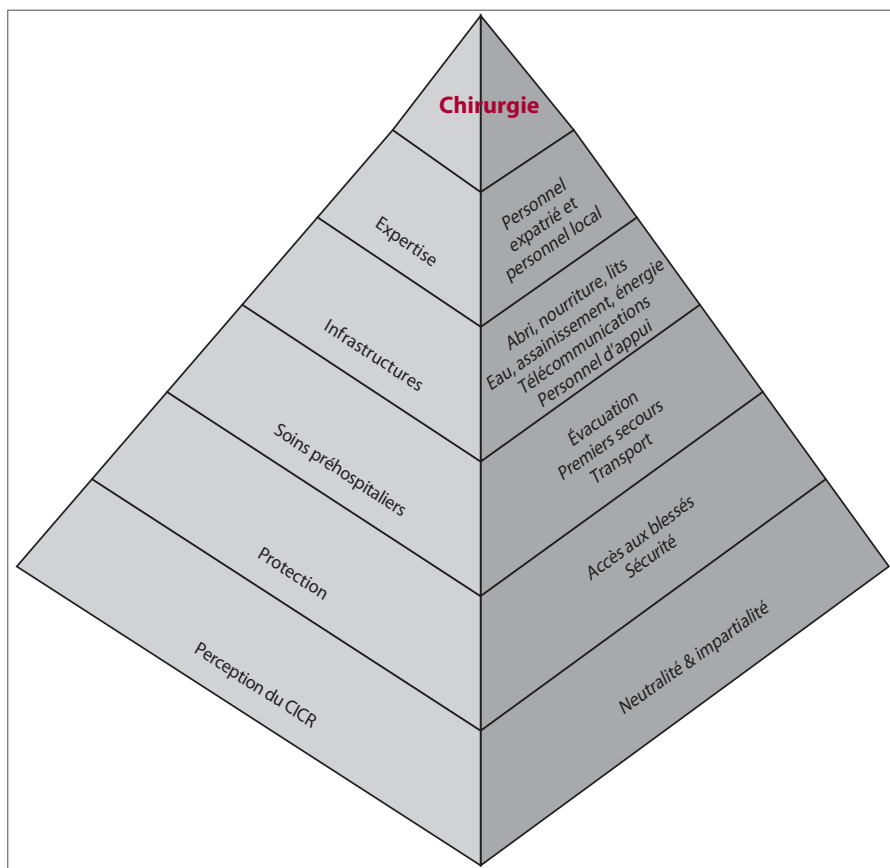 Chirurgie
Expertise
Personnel
expatrié et
personnel local
Infrastructures
Abri, nourriture, lits
Eau, assainissement, énergie
Télécommunications
Personnel d'appui
Soins préhospitaliers
Évacuation
Premiers secours
Transport
Protection
Accès aux blessés
Sécurité
Perception du CICR
Neutralité & impartialité